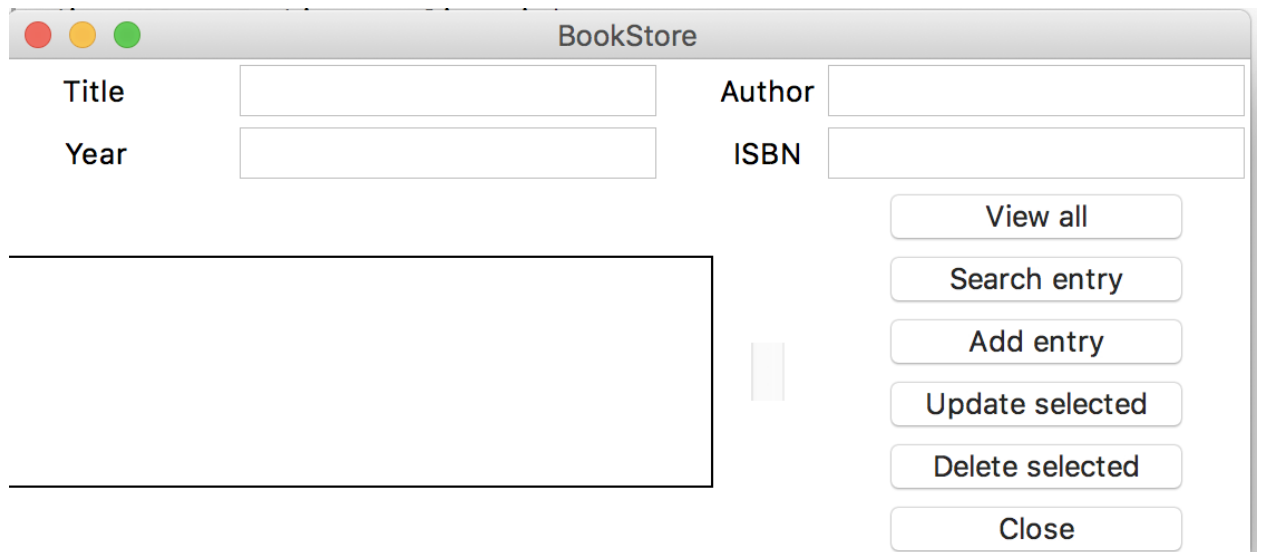 BookStore
Title Author
Year ISBN
View all
Search entry
Add entry
Update selected
Delete selected
Close